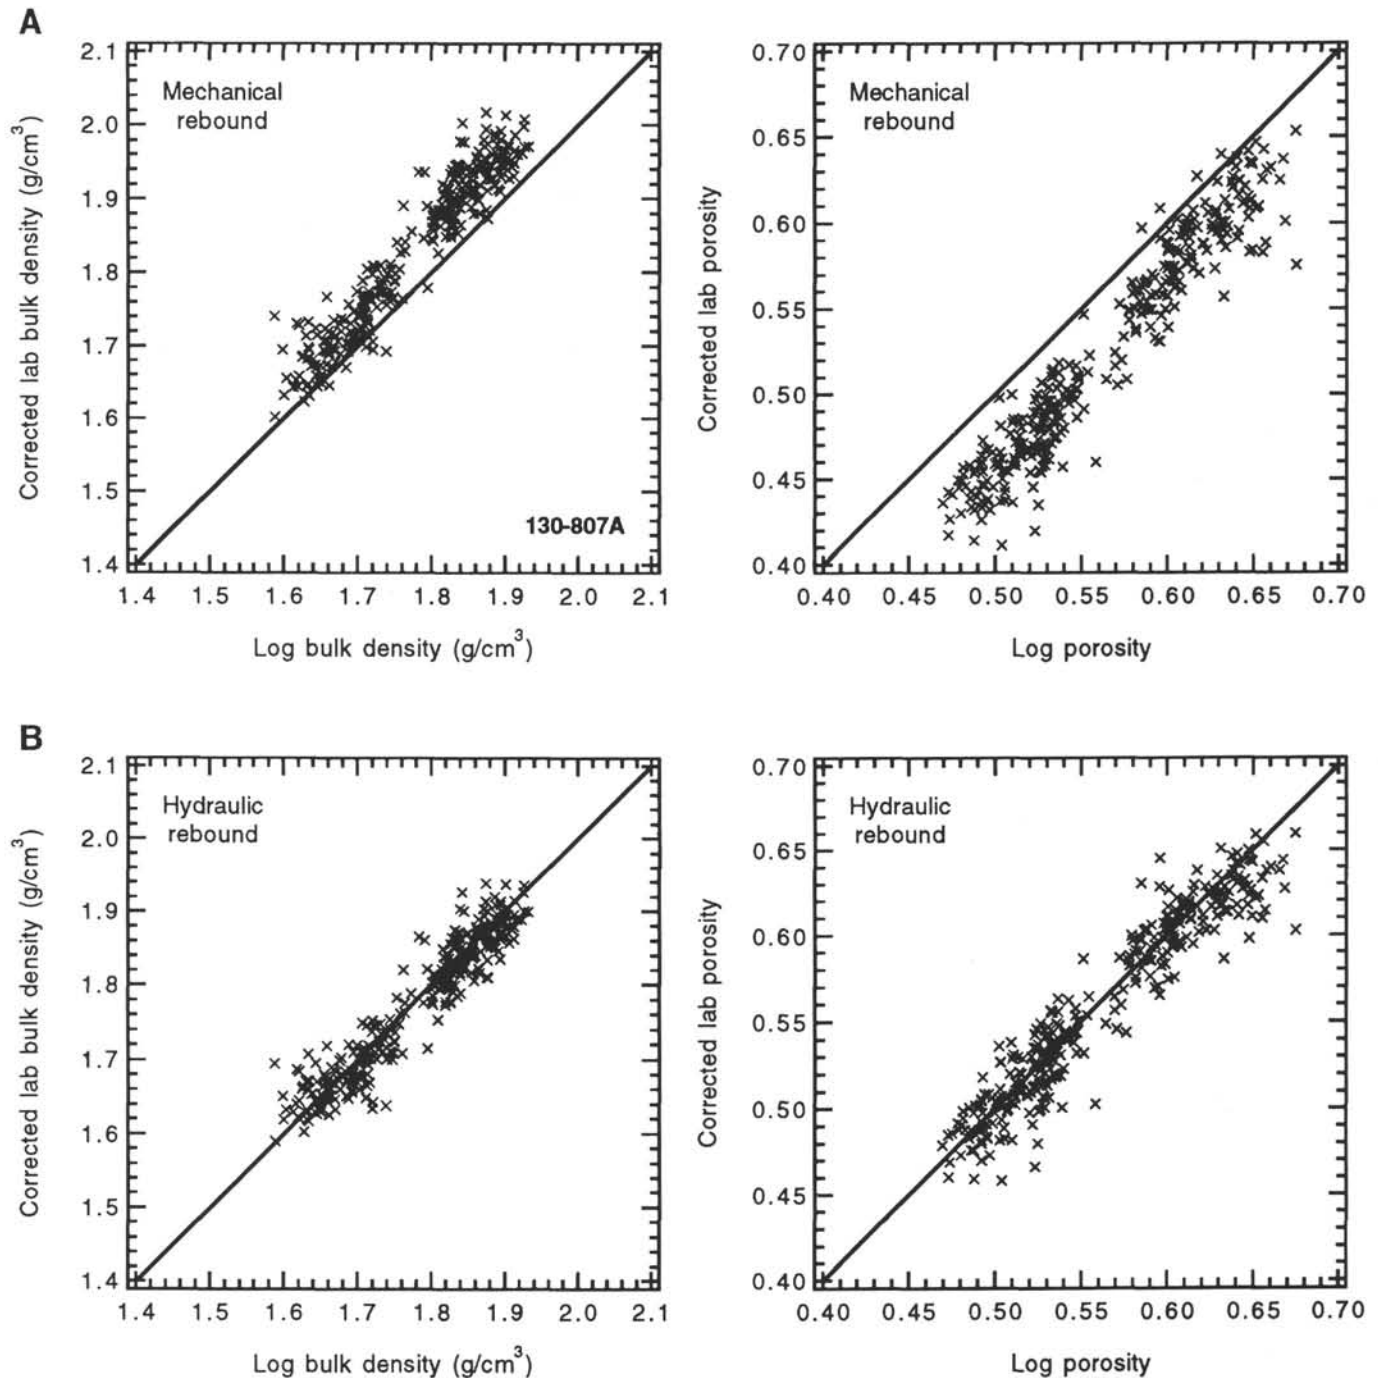 A
Mechanical
rebound
Corrected lab bulk density (g/cm³)
2.1
2.0
1.9
1.8
1.7
1.6
1.5
1.4
1.4 1.5 1.6 1.7 1.8 1.9 2.0 2.1
Log bulk density (g/cm³)
130-807A
Mechanical
rebound
Corrected lab porosity
0.70
0.65
0.60
0.55
0.50
0.45
0.40
0.40 0.45 0.50 0.55 0.60 0.65 0.70
Log porosity
B
Hydraulic
rebound
Corrected lab bulk density (g/cm³)
2.1
2.0
1.9
1.8
1.7
1.6
1.5
1.4
1.4 1.5 1.6 1.7 1.8 1.9 2.0 2.1
Log bulk density (g/cm³)
Hydraulic
rebound
Corrected lab porosity
0.70
0.65
0.60
0.55
0.50
0.45
0.40
0.40 0.45 0.50 0.55 0.60 0.65 0.70
Log porosity